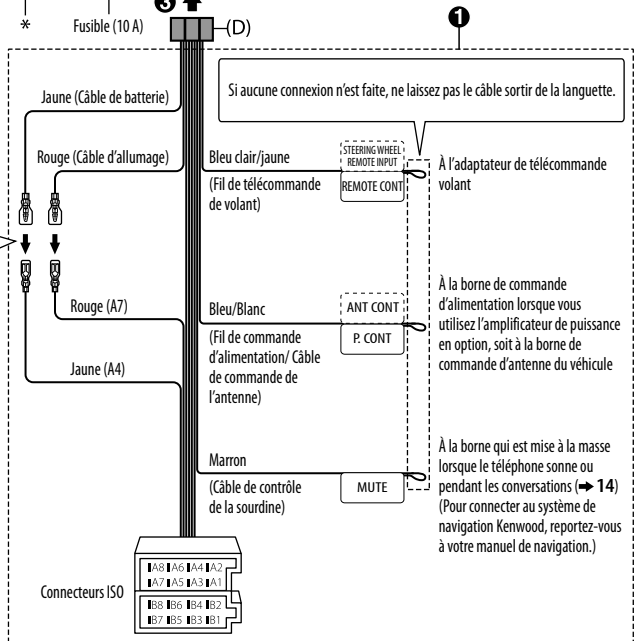 *
Fusible (10 A)
❸
(D)
❶
Si aucune connexion n'est faite, ne laissez pas le câble sortir de la languette.
Jaune (Câble de batterie)
Rouge (Câble d'allumage)
Bleu clair/jaune
(Fil de télécommande
de volant)
STEERING WHEEL
REMOTE INPUT
REMOTE CONT
À l'adaptateur de télécommande
volant
Rouge (A7)
Jaune (A4)
Bleu/Blanc
(Fil de commande
d'alimentation/ Câble
de commande de
l'antenne)
ANT CONT
P. CONT
À la borne de commande
d'alimentation lorsque vous
utilisez l'amplificateur de puissance
en option, soit à la borne de
commande d'antenne du véhicule
Marron
(Câble de contrôle
de la sourdine)
MUTE
À la borne qui est mise à la masse
lorsque le téléphone sonne ou
pendant les conversations (➡ 14)
(Pour connecter au système de
navigation Kenwood, reportez-vous
à votre manuel de navigation.)
Connecteurs ISO
A8 A6 A4 A2
A7 A5 A3 A1
B8 B6 B4 B2
B7 B5 B3 B1